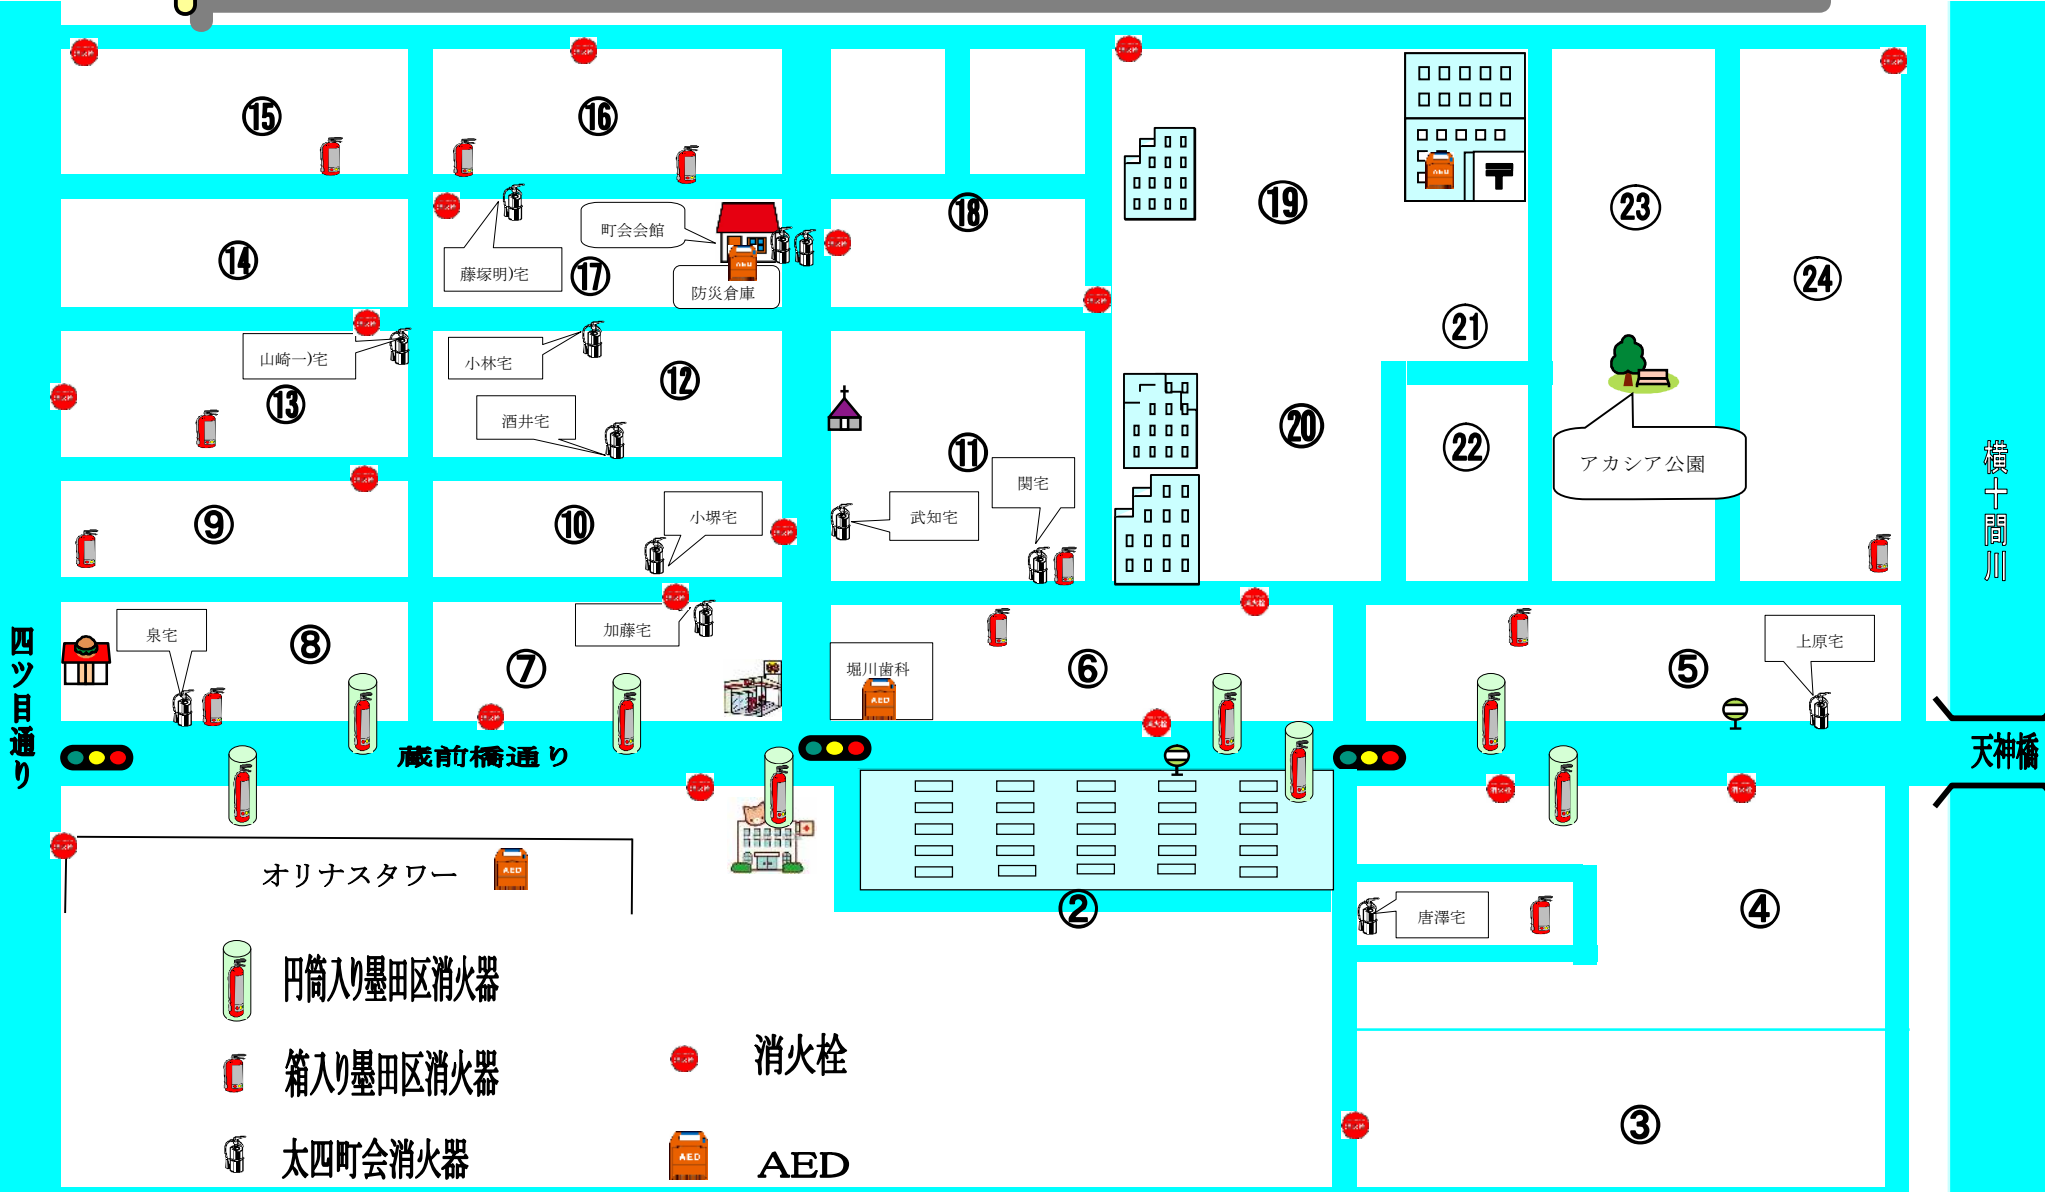 ⑮
⑯
⑱
⑲
〒
㉓
㉔
⑭
藤塚明)宅
町会会館
⑰
AED
防災倉庫
山崎一)宅
⑬
小林宅
酒井宅
⑫
⑪
関宅
武知宅
⑳
㉑
㉒
アカシア公園
横十間川
⑨
⑩
小堺宅
四ツ目通り
泉宅
⑧
⑦
加藤宅
堀川歯科
AED
⑥
⑤
上原宅
蔵前橋通り
天神橋
オリナスタワー
AED
②
唐澤宅
④
③
円筒入り墨田区消火器
箱入り墨田区消火器
太四町会消火器
消火栓
AED
AED